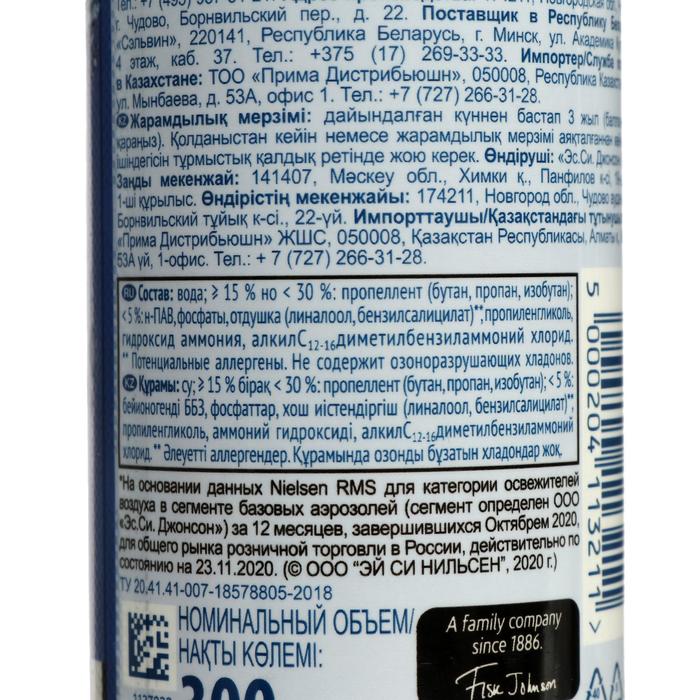 г. Чудово, Борнвильский пер., д. 22. Поставщик в Республику
«Сэльвин», 220141, Республика Беларусь, г. Минск, ул. Академика
4 этаж, каб. 37. Тел.: +375 (17) 269-33-33. Импортер/Служба
в Казахстане: ТОО «Прима Дистрибьюшн», 050008, Республика
ул. Мынбаева, д. 53А, офис 1. Тел.: +7 (727) 266-31-28.
KZ Жарамдылық мерзімі: дайындалған күннен бастап 3 жыл
қараңыз). Қолданыстан кейін немесе жарамдылық мерзімі аяқталғаннан
ішіндегісін тұрмыстық қалдық ретінде жою керек. Өндіруші: «Эс.Си. Джонсон»
Заңды мекенжай: 141407, Мәскеу обл., Химки қ., Панфилов к-сі,
1-ші құрылыс. Өндірістің мекенжайы: 174211, Новгород обл., Чудово
Борнвильский тұйық к-сі., 22-үй. Импорттаушы/Қазақстандағы
«Прима Дистрибьюшн» ЖШС, 050008, Қазақстан Республикасы, Алматы қ.,
53А үй, 1-офис. Тел.: + 7 (727) 266-31-28.
RU Состав: вода; ≥ 15 % но < 30 %: пропеллент (бутан, пропан, изобутан);
< 5 %: н-ПАВ, фосфаты, отдушка (линалоол, бензилсалицилат)**, пропиленгликоль,
гидроксид аммония, алкилС12-16диметилбензиламмоний хлорид.
** Потенциальные аллергены. Не содержит озоноразрушающих хладонов.
KZ Құрамы: су; ≥ 15 % бірақ < 30 %: пропеллент (бутан, пропан, изобутан); < 5 %:
бейионогенді ББЗ, фосфаттар, хош иістендіргіш (линалоол, бензилсалицилат)**,
пропиленгликоль, аммоний гидроксиді, алкилС12-16диметилбензиламмоний
хлорид. ** Әлеуетті аллергендер. Құрамында озонды бұзатын хладондар жоқ.
*На основании данных Nielsen RMS для категории освежителей
воздуха в сегменте базовых аэрозолей (сегмент определен ООО
«Эс.Си. Джонсон») за 12 месяцев, завершившихся Октябрем 2020,
для общего рынка розничной торговли в России, действительно по
состоянию на 23.11.2020. (© ООО "ЭЙ СИ НИЛЬСЕН", 2020 г.)
ТУ 20.41.41-007-18578805-2018
НОМИНАЛЬНЫЙ ОБЪЕМ/
НАҚТЫ КӨЛЕМІ:
300
A family company
since 1886.
Fisk Johnson
5 000204 113211 >